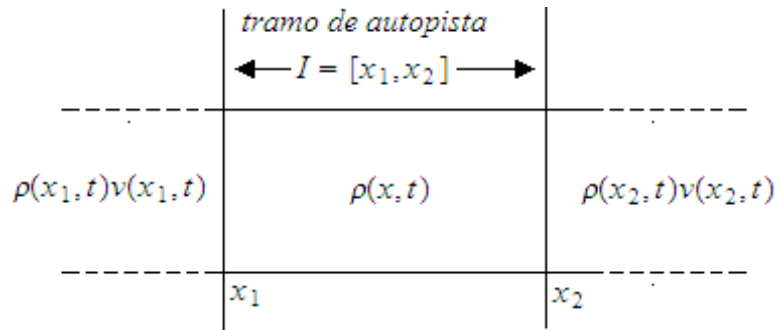 tramo de autopista
I = [x₁, x₂]
ρ(x₁, t)v(x₁, t)
ρ(x, t)
ρ(x₂, t)v(x₂, t)
x₁
x₂